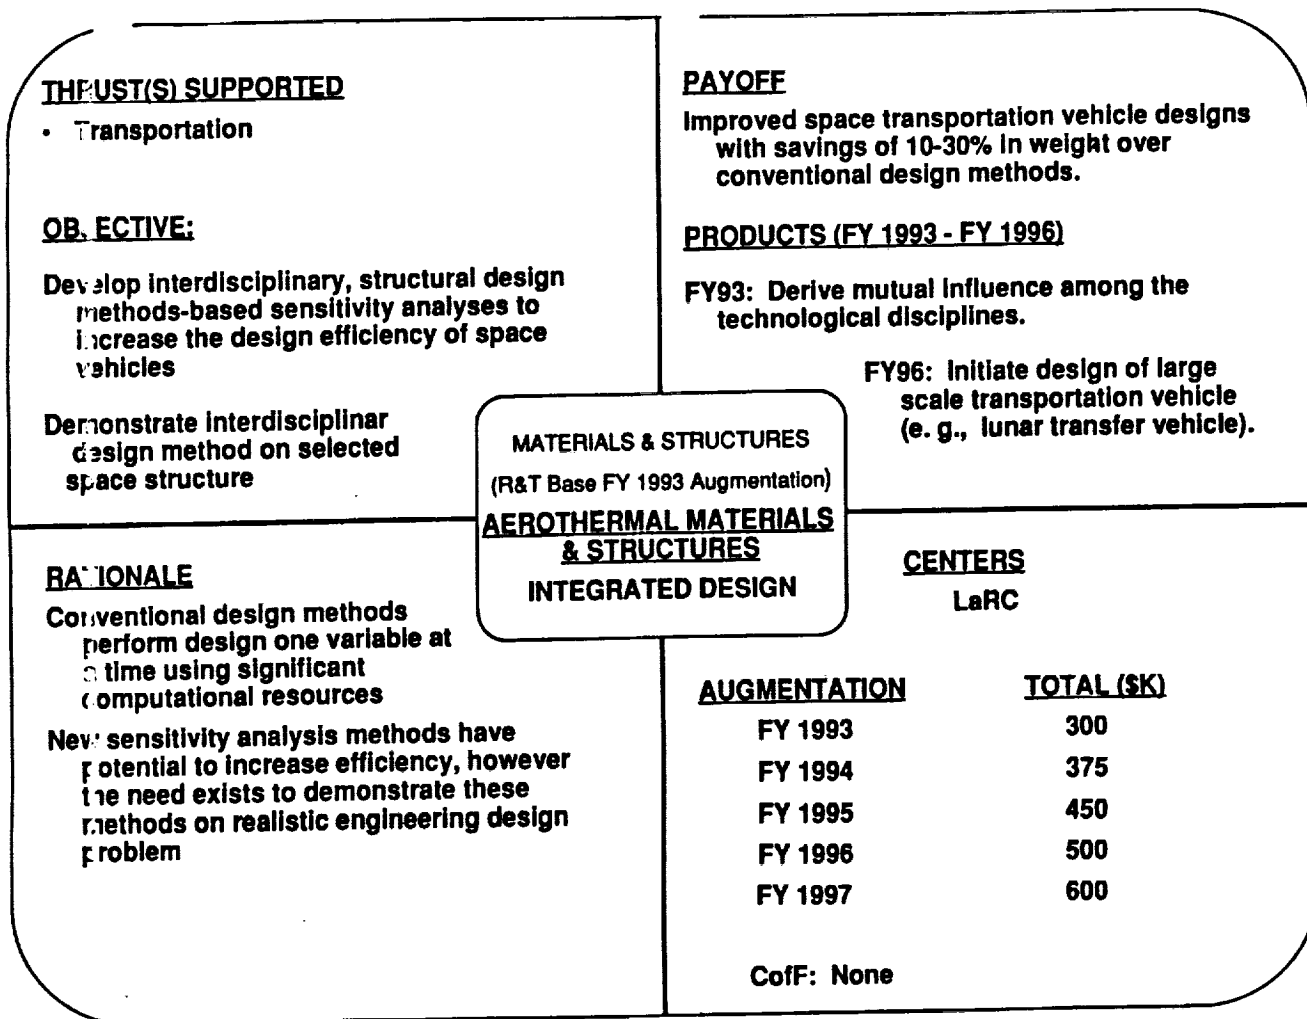 THRUST(S) SUPPORTED
• Transportation
OBJECTIVE:
Develop interdisciplinary, structural design
methods-based sensitivity analyses to
increase the design efficiency of space
vehicles
Demonstrate interdisciplinar
design method on selected
space structure
PAYOFF
Improved space transportation vehicle designs
with savings of 10-30% in weight over
conventional design methods.
PRODUCTS (FY 1993 - FY 1996)
FY93: Derive mutual influence among the
technological disciplines.
FY96: Initiate design of large
scale transportation vehicle
(e. g., lunar transfer vehicle).
MATERIALS & STRUCTURES
(R&T Base FY 1993 Augmentation)
AEROTHERMAL MATERIALS
& STRUCTURES
INTEGRATED DESIGN
RATIONALE
Conventional design methods
perform design one variable at
a time using significant
computational resources
New sensitivity analysis methods have
potential to increase efficiency, however
the need exists to demonstrate these
methods on realistic engineering design
problem
CENTERS
LaRC
AUGMENTATION TOTAL ($K)
FY 1993 300
FY 1994 375
FY 1995 450
FY 1996 500
FY 1997 600
CofF: None